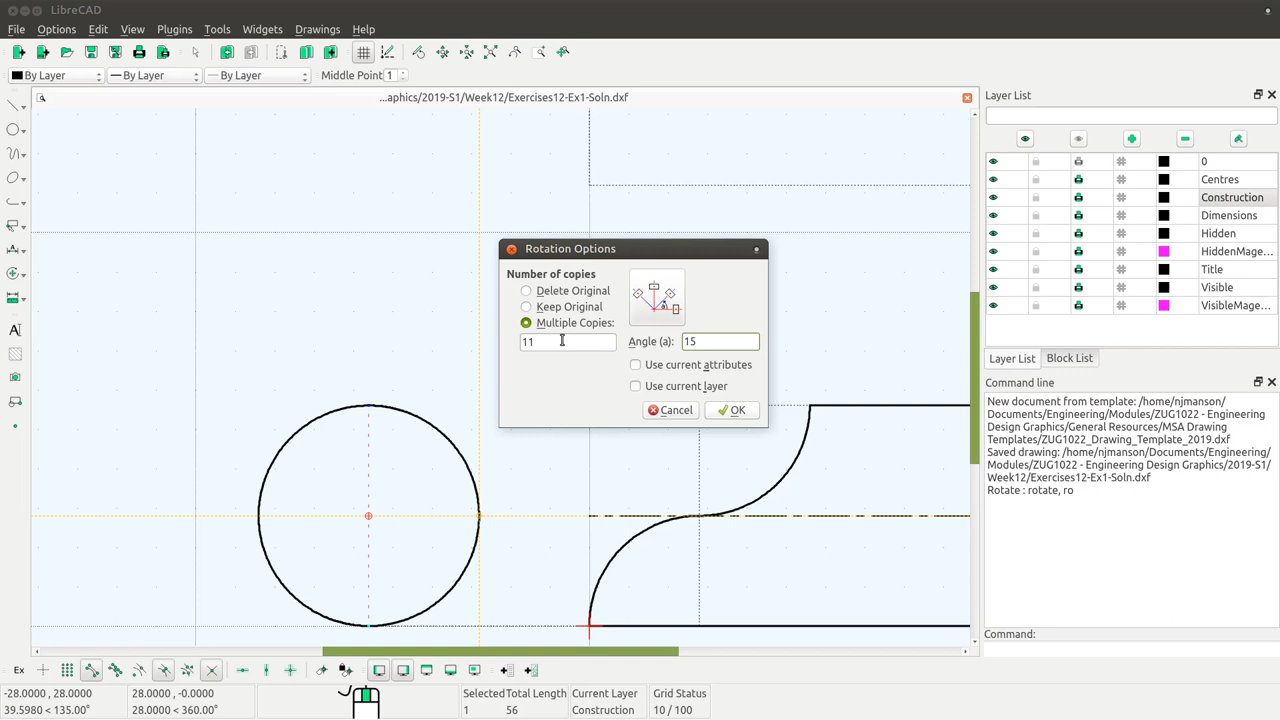 LibreCAD
File Options Edit View Tools Plugins Widgets Drawings Help
By Layer By Layer By Layer Middle Point 1
...aphics/2019-S1/Week12/Exercises12-Ex1-Soln.dxf
Rotation Options
Number of copies
Delete Original
Keep Original
Multiple Copies:
11
Angle (a): 15
Use current attributes
Use current layer
Cancel OK
Layer List
0
Centres
Construction
Dimensions
Hidden
HiddenMage...
Title
Visible
VisibleMage...
Layer List Block List
Command line
New document from template: /home/njmanson/
Documents/Engineering/Modules/ZUG1022 - Engineering
Design Graphics/General Resources/MSA Drawing
Templates/ZUG1022_Drawing_Template_2019.dxf
Saved drawing: /home/njmanson/Documents/Engineering/
Modules/ZUG1022 - Engineering Design Graphics/2019-S1/
Week12/Exercises12-Ex1-Soln.dxf
Rotate : rotate, ro
Command:
Ex
-28.0000 , 28.0000
39.5980 < 135.00°
28.0000 , -0.0000
28.0000 < 360.00°
Selected Total Length
1 56
Current Layer
Construction
Grid Status
10 / 100